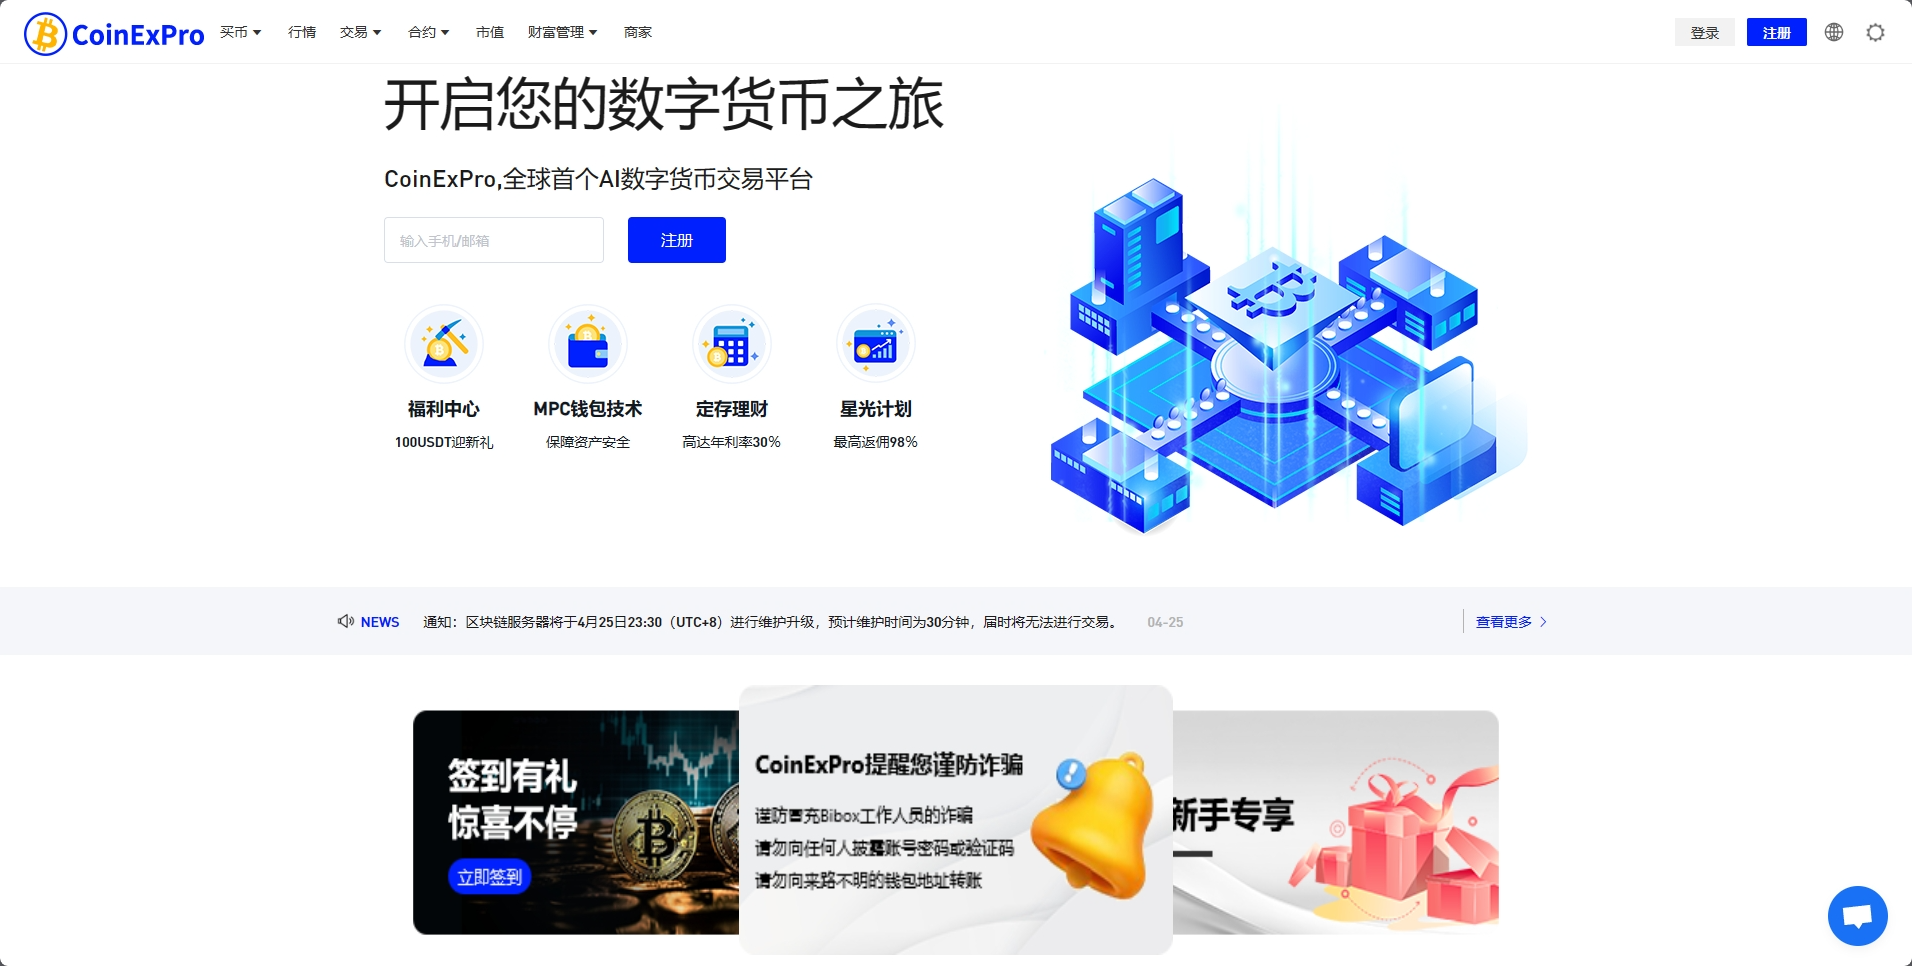 CoinExPro
买币
行情
交易
合约
市值
财富管理
商家
登录
注册
开启您的数字货币之旅
CoinExPro,全球首个AI数字货币交易平台
输入手机/邮箱
注册
福利中心
100USDT迎新礼
MPC钱包技术
保障资产安全
定存理财
高达年利率30%
星光计划
最高返佣98%
NEWS
通知：区块链服务器将于4月25日23:30（UTC+8）进行维护升级，预计维护时间为30分钟，届时将无法进行交易。
04-25
查看更多
签到有礼
惊喜不停
立即签到
CoinExPro提醒您谨防诈骗
谨防冒充Bibox工作人员的诈骗
请勿向任何人披露账号密码或验证码
请勿向来路不明的钱包地址转账
新手专享